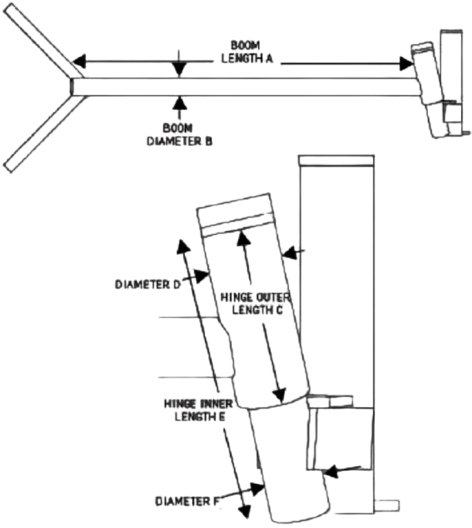 BOOM
LENGTH A
BOOM
DIAMETER B
DIAMETER D
HINGE OUTER
LENGTH C
HINGE INNER
LENGTH E
DIAMETER F